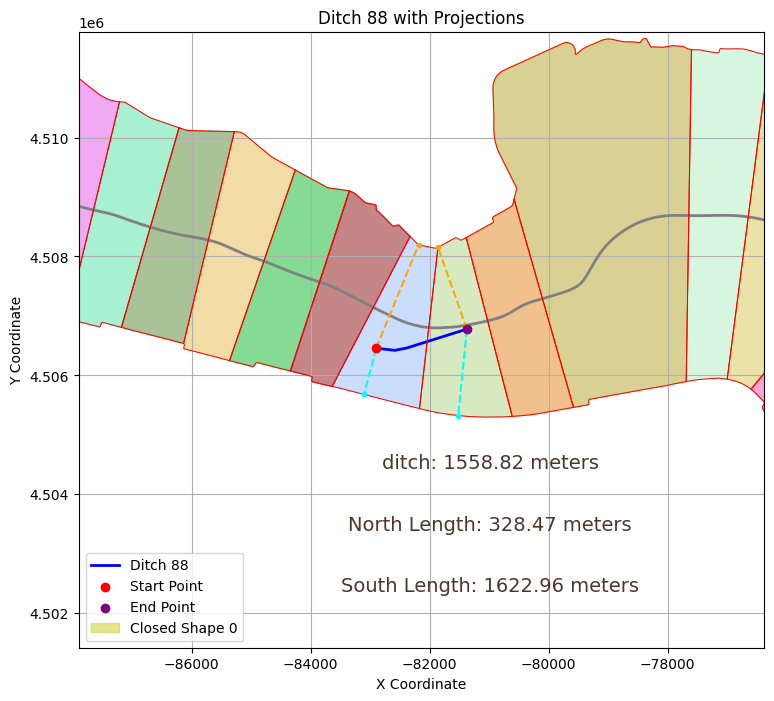 Ditch 88 with Projections
1e6
4.510
4.508
4.506
4.504
4.502
Y Coordinate
ditch: 1558.82 meters
North Length: 328.47 meters
South Length: 1622.96 meters
Ditch 88
Start Point
End Point
Closed Shape 0
−86000 −84000 −82000 −80000 −78000
X Coordinate